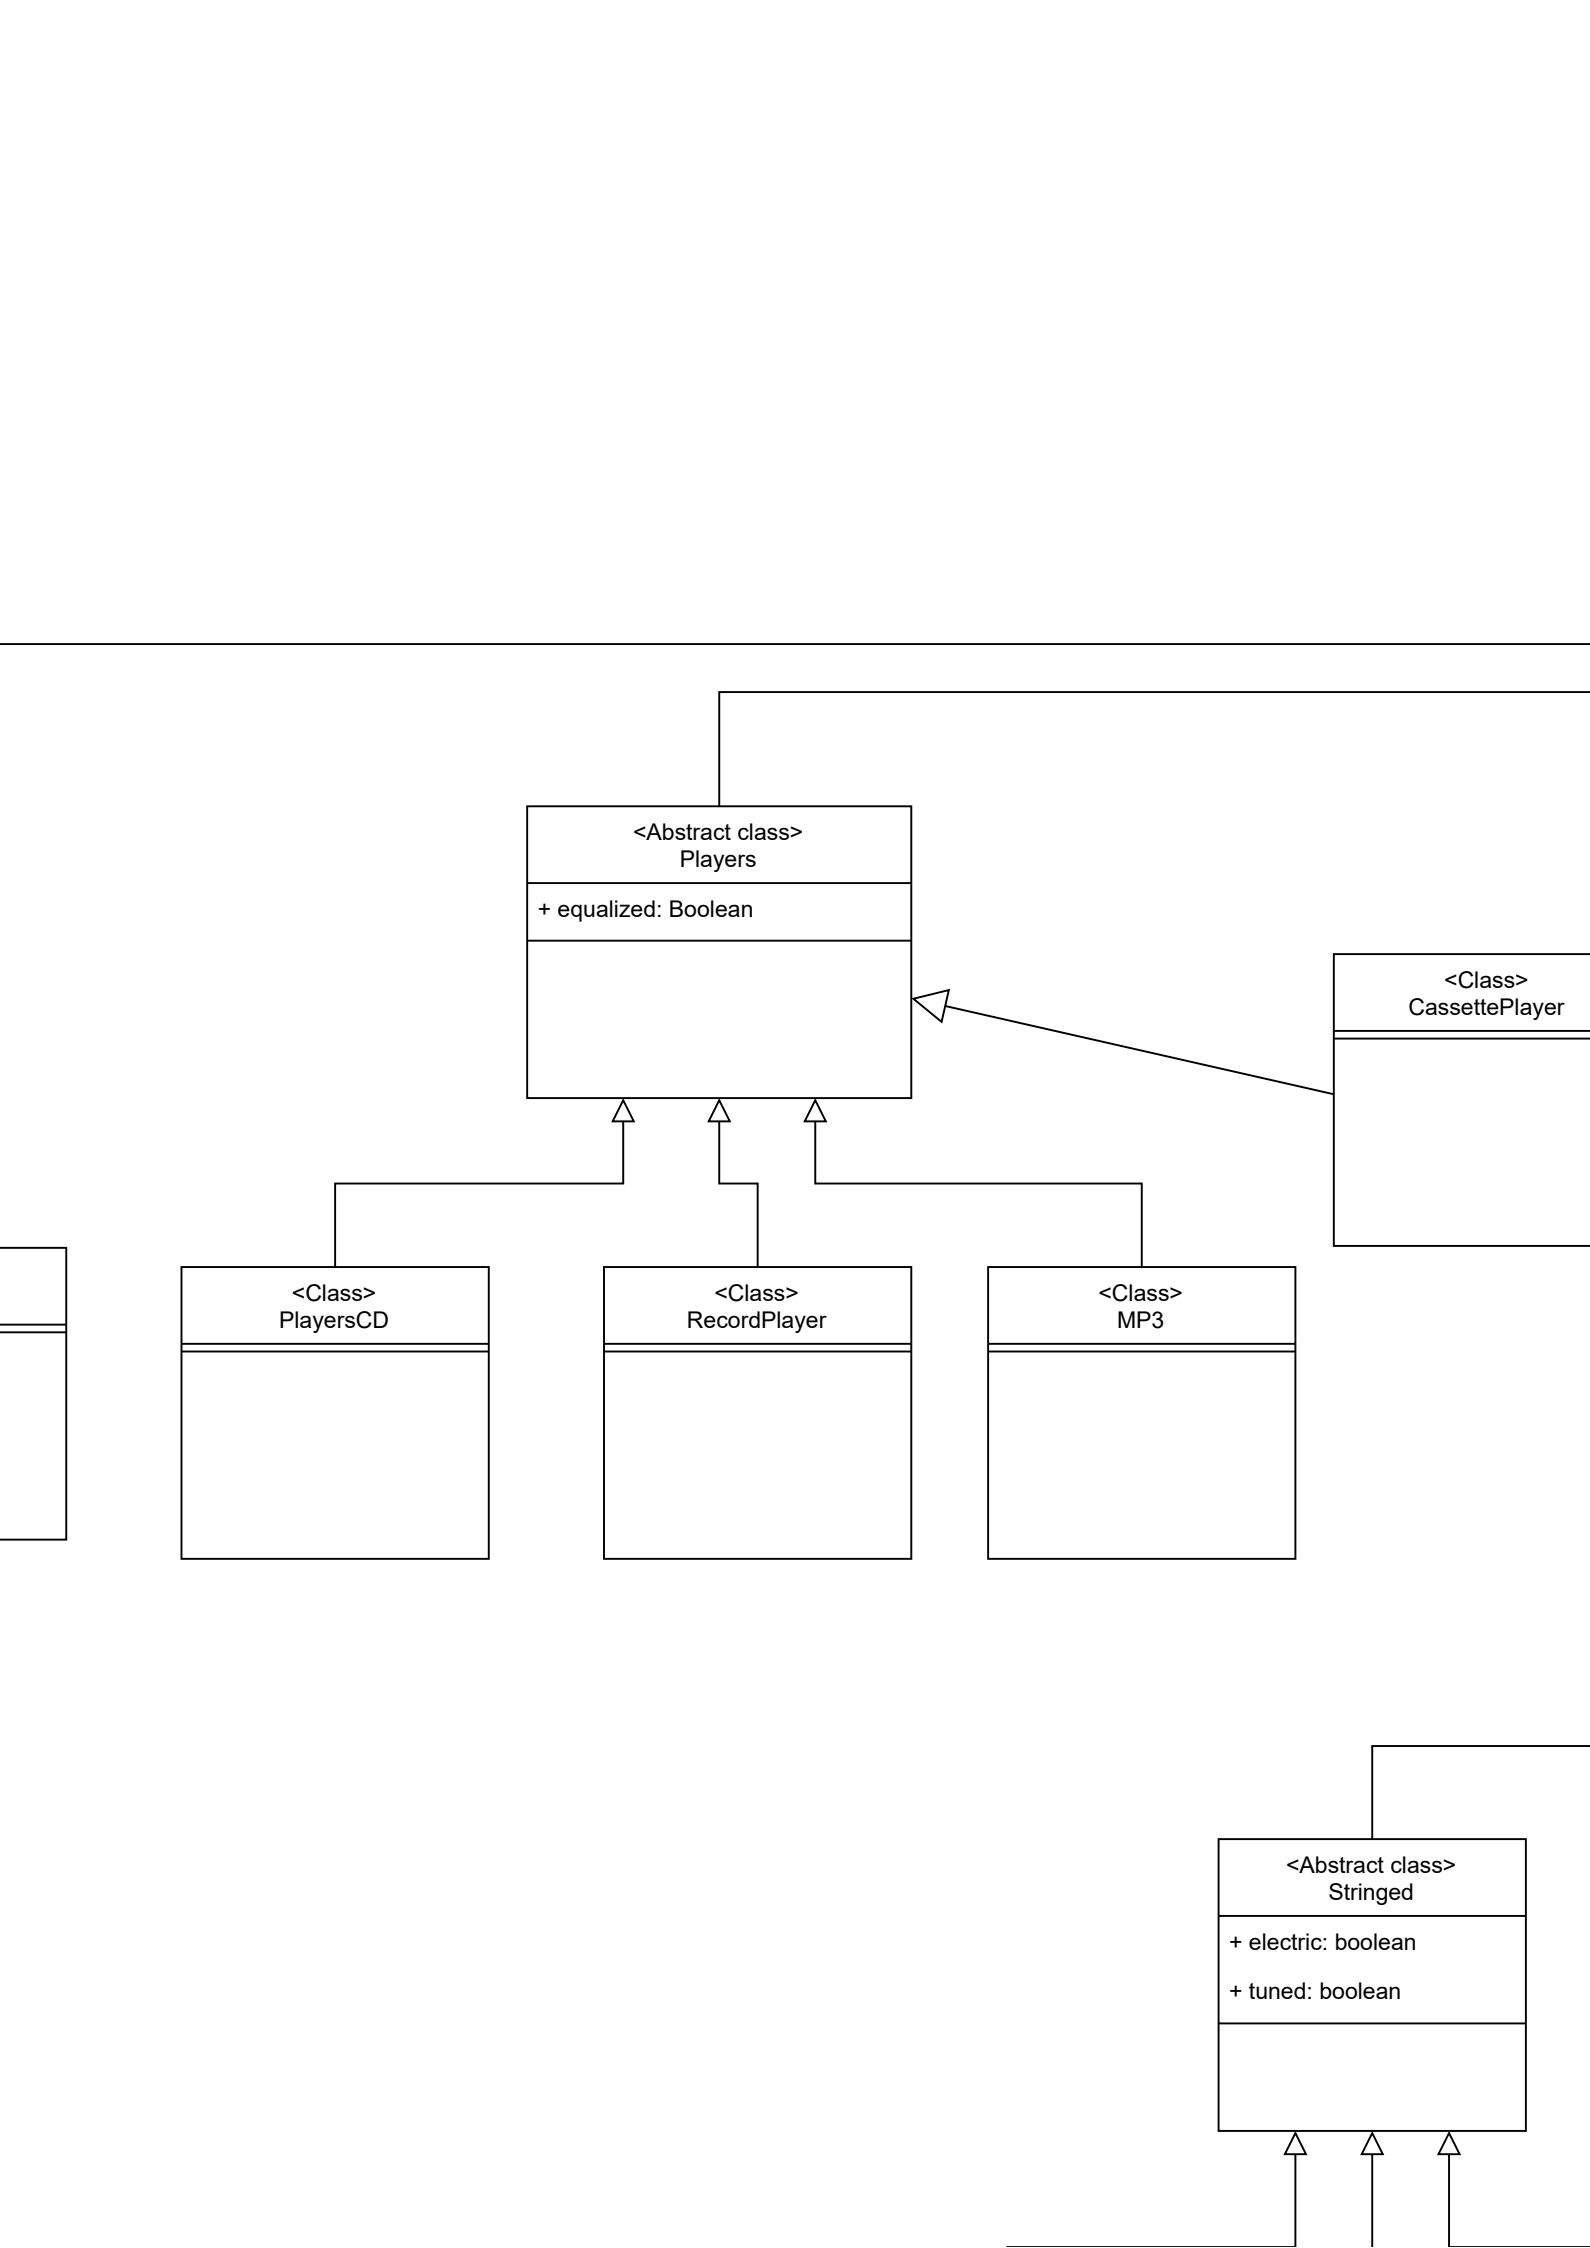 <Abstract class>
Players
+ equalized: Boolean
<Class>
CassettePlayer
<Class>
PlayersCD
<Class>
RecordPlayer
<Class>
MP3
<Abstract class>
Stringed
+ electric: boolean
+ tuned: boolean